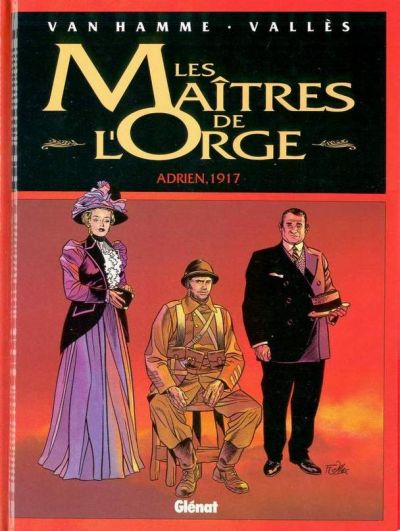 VAN HAMME - VALLÈS
LES
MAÎTRES
DE
L'ORGE
ADRIEN, 1917
Glénat